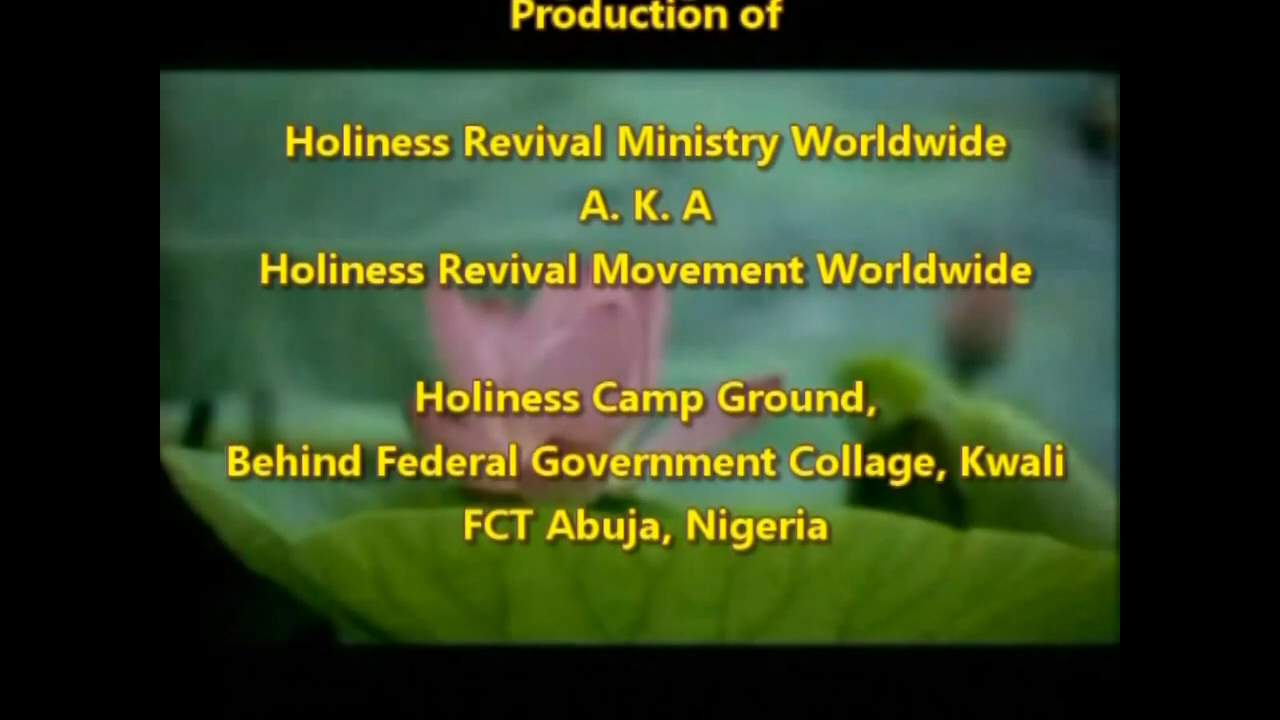 Production of
Holiness Revival Ministry Worldwide
A. K. A
Holiness Revival Movement Worldwide
Holiness Camp Ground,
Behind Federal Government Collage, Kwali
FCT Abuja, Nigeria